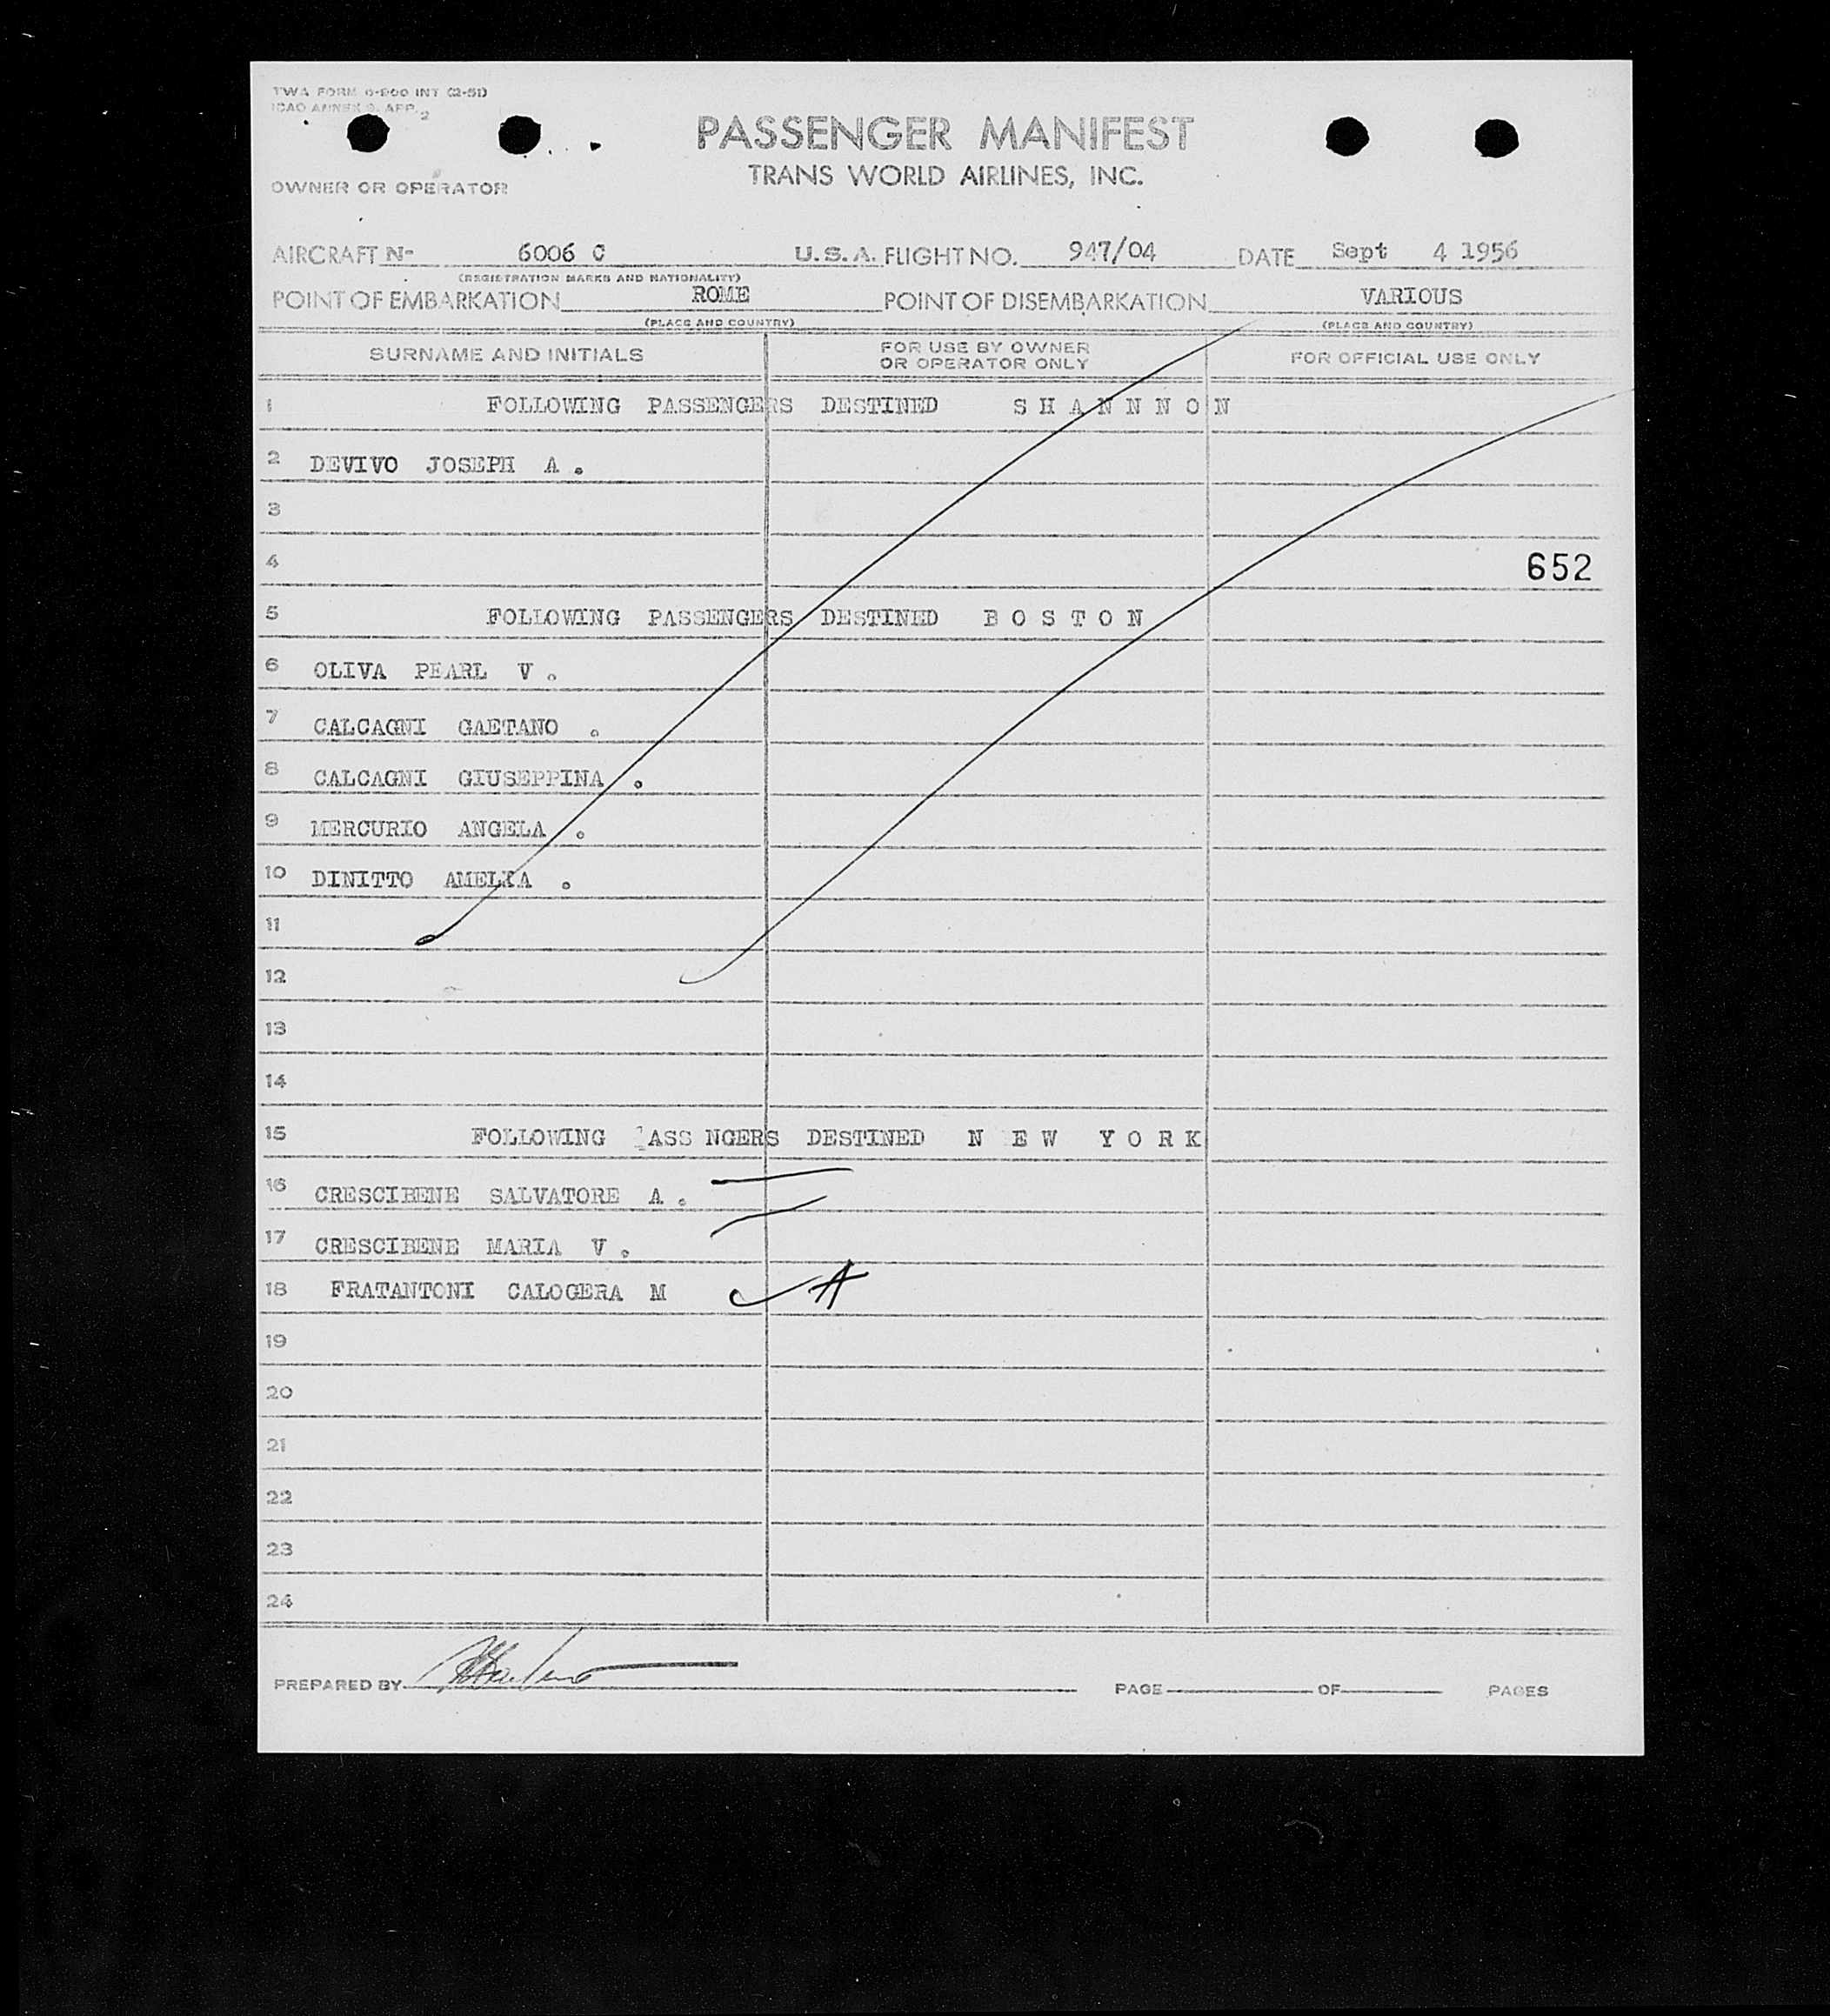 TWA FORM O-800 INT (2-51)
ICAO ANNEX 9, APP. 2
PASSENGER MANIFEST
TRANS WORLD AIRLINES, INC.
OWNER OR OPERATOR
AIRCRAFT Nº 6006 C U.S.A. FLIGHT NO. 947/04 DATE Sept 4 1956
(REGISTRATION MARKS AND NATIONALITY)
POINT OF EMBARKATION ROME POINT OF DISEMBARKATION VARIOUS
(PLACE AND COUNTRY) (PLACE AND COUNTRY)
SURNAME AND INITIALS FOR USE BY OWNER OR OPERATOR ONLY FOR OFFICIAL USE ONLY
1 FOLLOWING PASSENGERS DESTINED S H A N N N O N
2 DEVIVO JOSEPH A .
3
4 652
5 FOLLOWING PASSENGERS DESTINED B O S T O N
6 OLIVA PEARL V .
7 CALCAGNI GAETANO .
8 CALCAGNI GIUSEPPINA .
9 MERCURIO ANGELA .
10 DINITTO AMELIA .
11
12
13
14
15 FOLLOWING PASS NGERS DESTINED N E W Y O R K
16 CRESCIBENE SALVATORE A .
17 CRESCIBENE MARIA V .
18 FRATANTONI CALOGERA M A
19
20
21
22
23
24
PREPARED BY PAGE OF PAGES